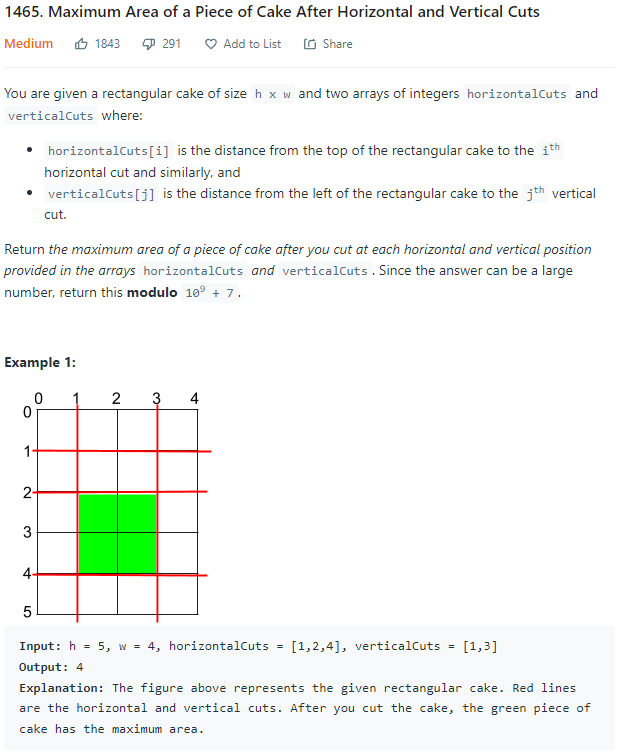 1465. Maximum Area of a Piece of Cake After Horizontal and Vertical Cuts
Medium 1843 291 Add to List Share
You are given a rectangular cake of size h x w and two arrays of integers horizontalCuts and
verticalCuts where:
• horizontalCuts[i] is the distance from the top of the rectangular cake to the iᵗʰ
horizontal cut and similarly, and
• verticalCuts[j] is the distance from the left of the rectangular cake to the jᵗʰ vertical
cut.
Return the maximum area of a piece of cake after you cut at each horizontal and vertical position
provided in the arrays horizontalCuts and verticalCuts. Since the answer can be a large
number, return this modulo 10⁹ + 7.
Example 1:
0 1 2 3 4
0
1
2
3
4
5
Input: h = 5, w = 4, horizontalCuts = [1,2,4], verticalCuts = [1,3]
Output: 4
Explanation: The figure above represents the given rectangular cake. Red lines
are the horizontal and vertical cuts. After you cut the cake, the green piece of
cake has the maximum area.